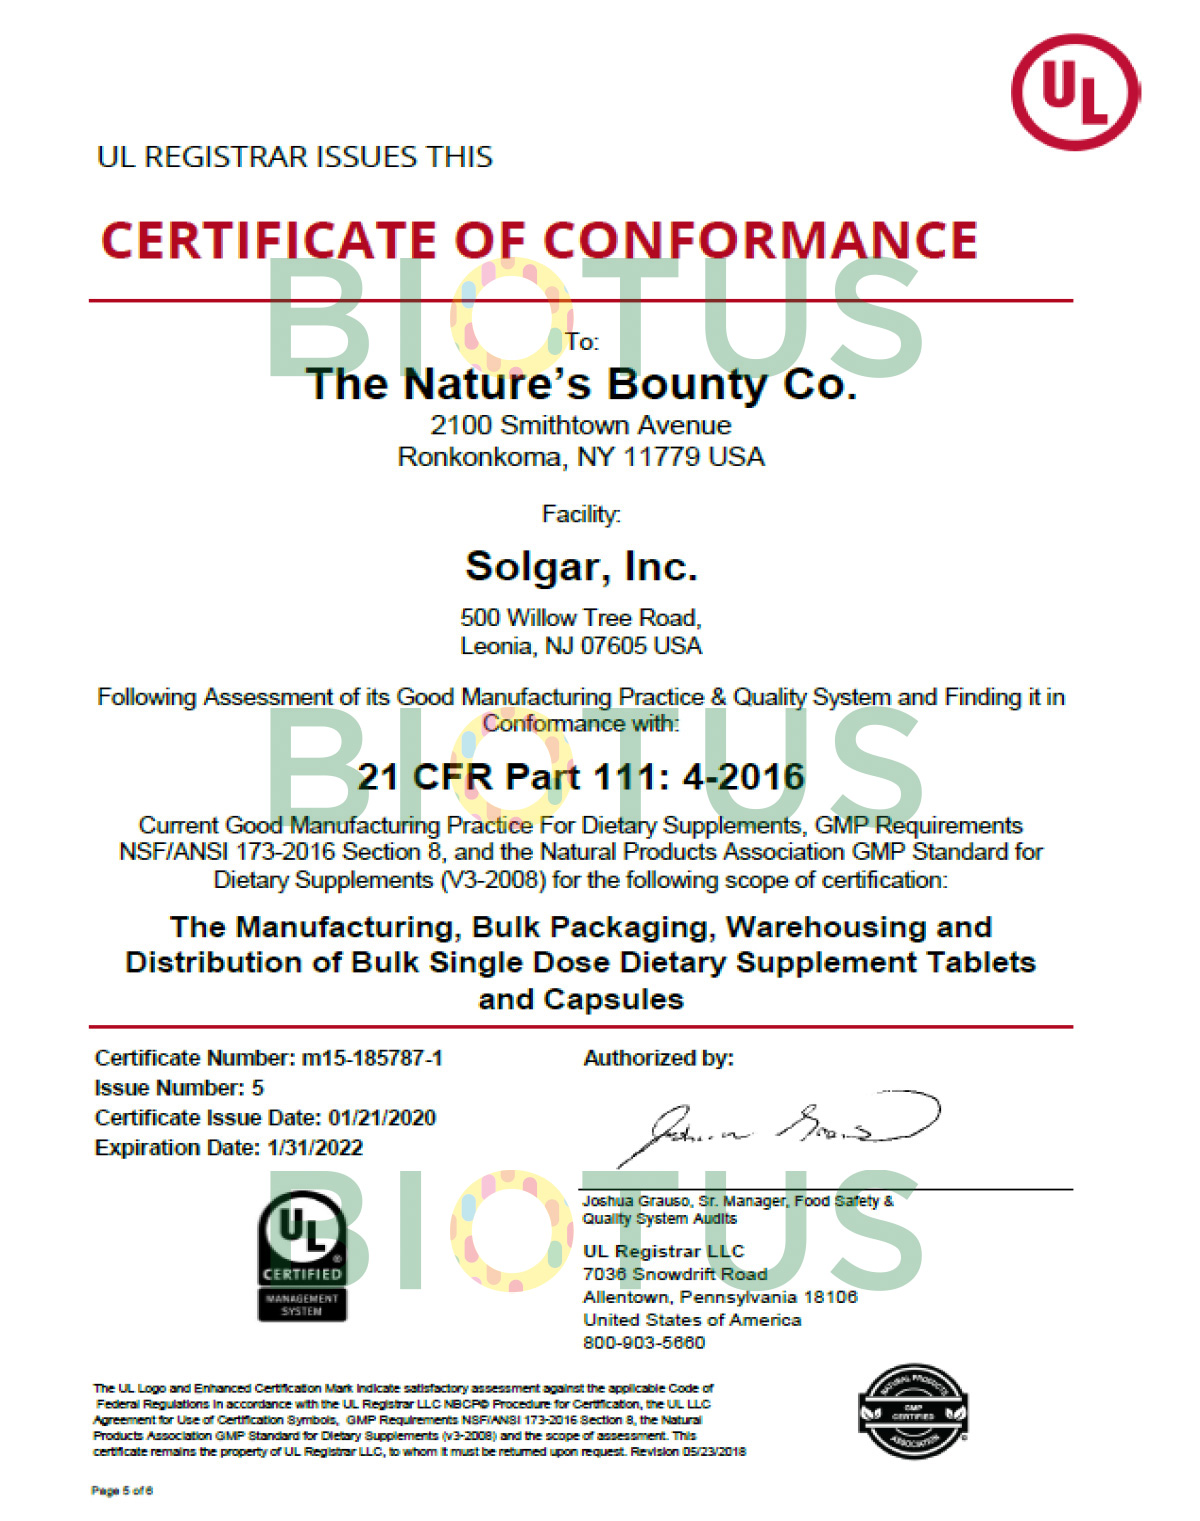 UL
UL REGISTRAR ISSUES THIS
CERTIFICATE OF CONFORMANCE
BIOTUS
To:
The Nature's Bounty Co.
2100 Smithtown Avenue
Ronkonkoma, NY 11779 USA
Facility:
Solgar, Inc.
500 Willow Tree Road,
Leonia, NJ 07605 USA
Following Assessment of its Good Manufacturing Practice & Quality System and Finding it in
Conformance with:
BIOTUS
21 CFR Part 111: 4-2016
Current Good Manufacturing Practice For Dietary Supplements, GMP Requirements
NSF/ANSI 173-2016 Section 8, and the Natural Products Association GMP Standard for
Dietary Supplements (V3-2008) for the following scope of certification:
The Manufacturing, Bulk Packaging, Warehousing and
Distribution of Bulk Single Dose Dietary Supplement Tablets
and Capsules
Certificate Number: m15-185787-1
Issue Number: 5
Certificate Issue Date: 01/21/2020
Expiration Date: 1/31/2022
Authorized by:
BIOTUS
UL
®
CERTIFIED
MANAGEMENT
SYSTEM
Joshua Grauso, Sr. Manager, Food Safety &
Quality System Audits
UL Registrar LLC
7036 Snowdrift Road
Allentown, Pennsylvania 18106
United States of America
800-903-5660
The UL Logo and Enhanced Certification Mark indicate satisfactory assessment against the applicable Code of
Federal Regulations in accordance with the UL Registrar LLC NBCP© Procedure for Certification, the UL LLC
Agreement for Use of Certification Symbols, GMP Requirements NSF/ANSI 173-2016 Section 8, the Natural
Products Association GMP Standard for Dietary Supplements (v3-2008) and the scope of assessment. This
certificate remains the property of UL Registrar LLC, to whom it must be returned upon request. Revision 05/23/2018
NATURAL PRODUCTS
GMP
CERTIFIED
ASSOCIATION
Page 5 of 6